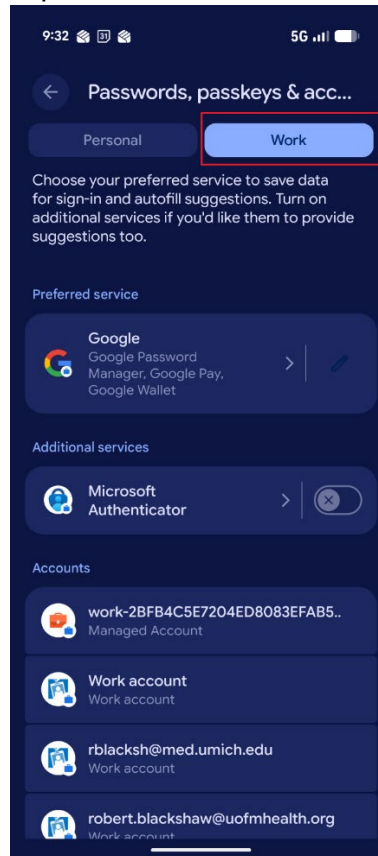 9:32 31 5G
Passwords, passkeys & acc...
Personal Work
Choose your preferred service to save data
for sign-in and autofill suggestions. Turn on
additional services if you'd like them to provide
suggestions too.
Preferred service
Google
Google Password
Manager, Google Pay,
Google Wallet
Additional services
Microsoft
Authenticator
Accounts
work-2BFB4C5E7204ED8083EFAB5..
Managed Account
Work account
Work account
rblacksh@med.umich.edu
Work account
robert.blackshaw@uofmhealth.org
Work account